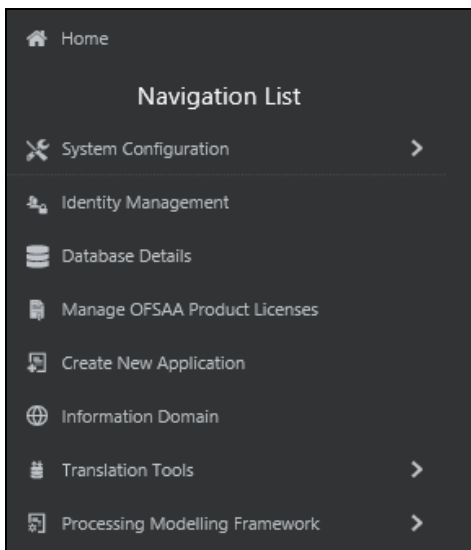 Home
Navigation List
System Configuration
Identity Management
Database Details
Manage OFSAA Product Licenses
Create New Application
Information Domain
Translation Tools
Processing Modelling Framework